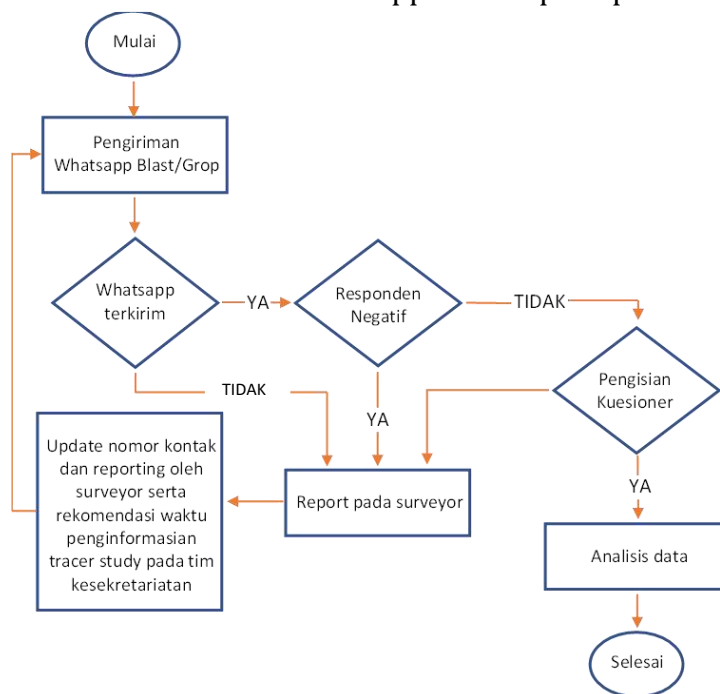 Mulai
Pengiriman
Whatsapp Blast/Grop
Whatsapp
terkirim
YA
Responden
Negatif
TIDAK
Pengisian
Kuesioner
TIDAK
YA
YA
Update nomor kontak
dan reporting oleh
surveyor serta
rekomendasi waktu
penginformasian
tracer study pada tim
kesekretariatan
Report pada surveyor
Analisis data
Selesai